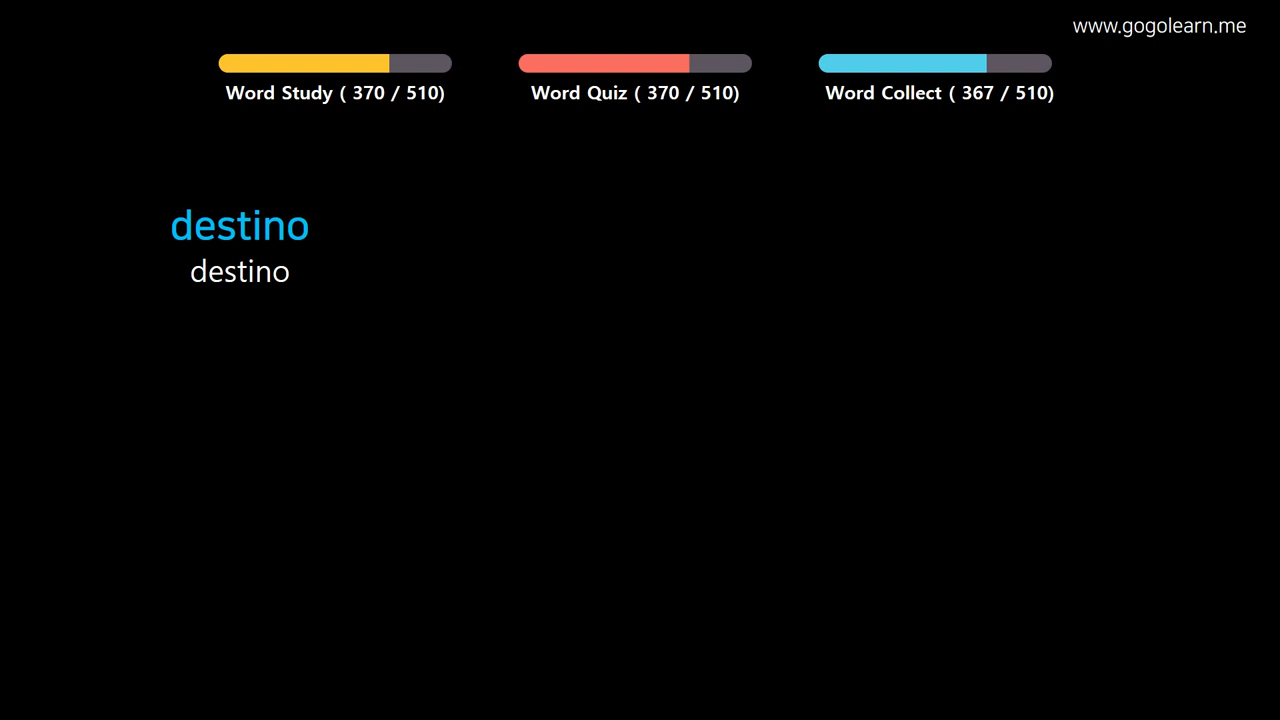 www.gogolearn.me
Word Study ( 370 / 510)
Word Quiz ( 370 / 510)
Word Collect ( 367 / 510)
destino
destino